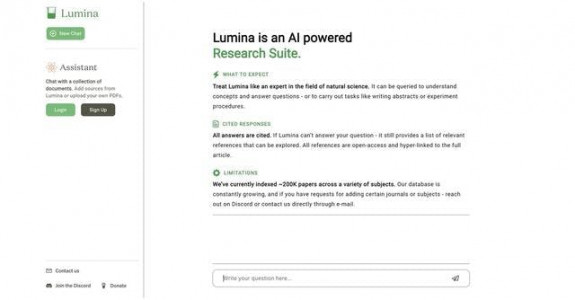 Lumina
New Chat
Assistant
Chat with a collection of
documents. Add sources from
Lumina or upload your own PDFs.
Login
Sign Up
Contact us
Join the Discord
Donate
Lumina is an AI powered
Research Suite.
WHAT TO EXPECT
Treat Lumina like an expert in the field of natural science. It can be queried to understand
concepts and answer questions - or to carry out tasks like writing abstracts or experiment
procedures.
CITED RESPONSES
All answers are cited. If Lumina can't answer your question - it still provides a list of relevant
references that can be explored. All references are open-access and hyper-linked to the full
article.
LIMITATIONS
We've currently indexed ~200K papers across a variety of subjects. Our database is
constantly growing, and if you have requests for adding certain journals or subjects - reach
out on Discord or contact us directly through e-mail.
Write your question here...